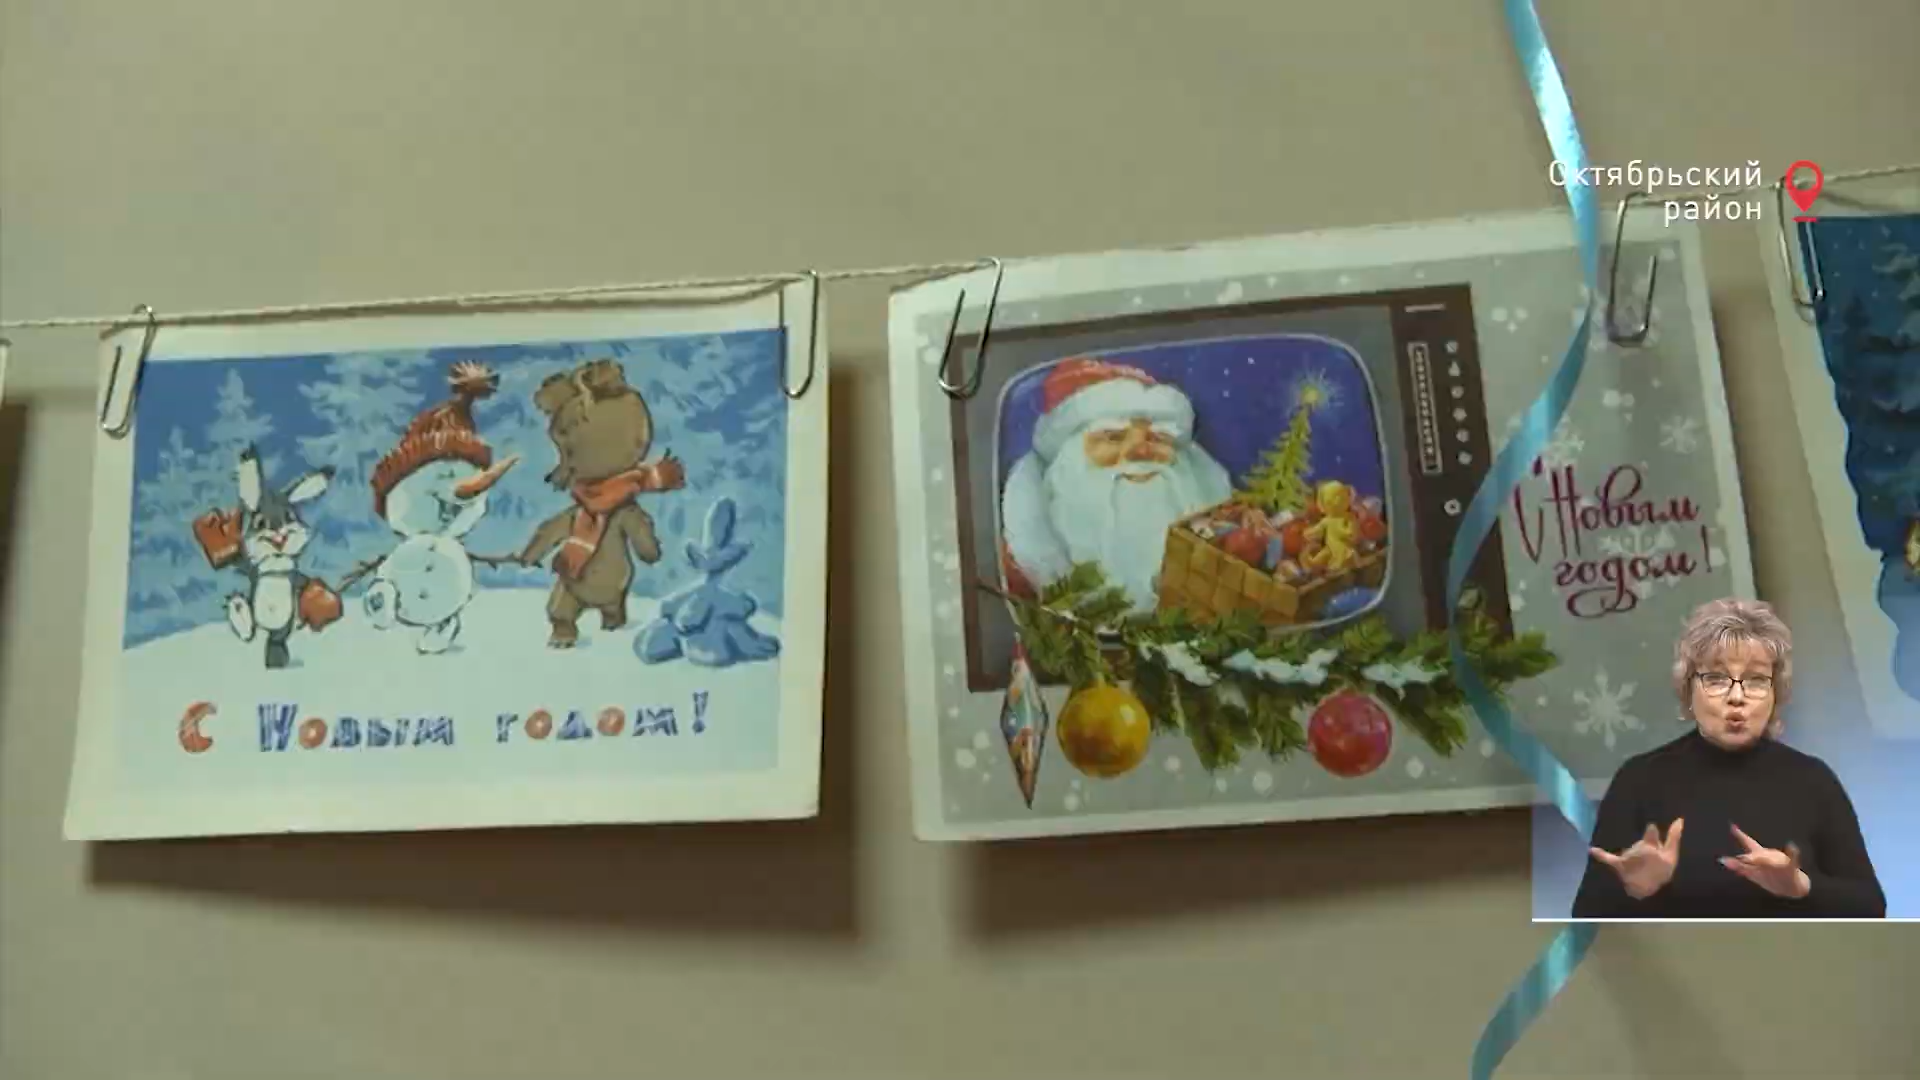 Октябрьский
район
С Новым годом!
С Новым
годом!